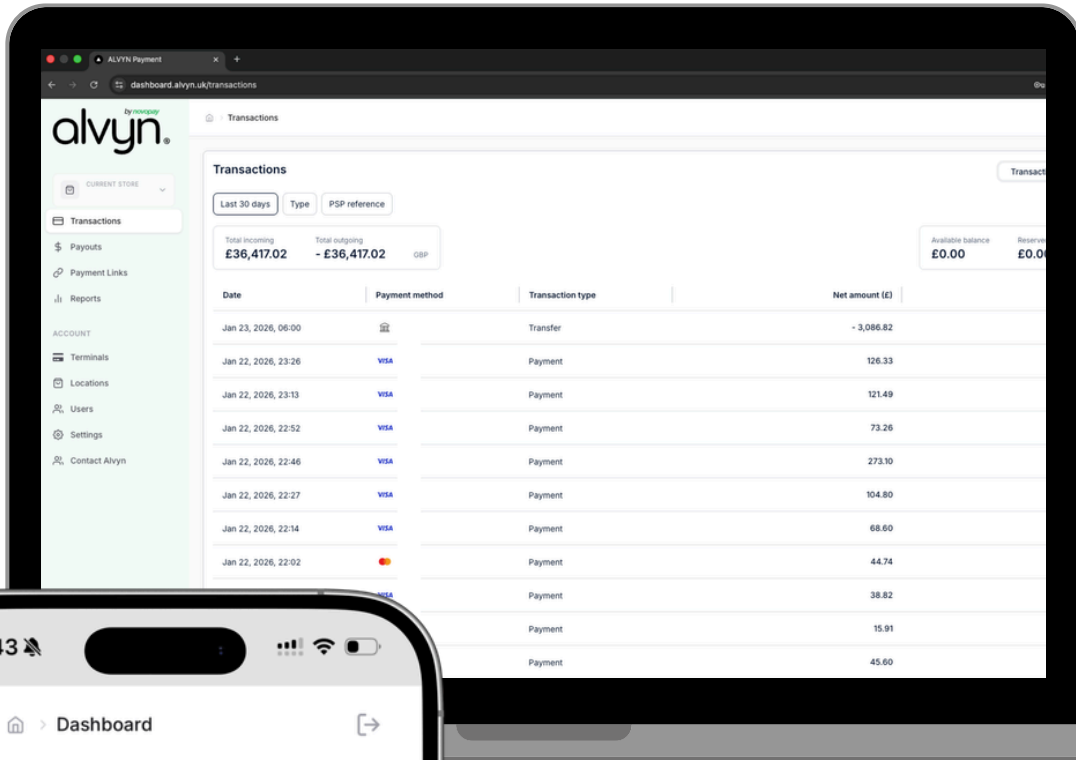 ALVYN Payment
dashboard.alvyn.uk/transactions
by novopay
alvyn®
CURRENT STORE
Transactions
Payouts
Payment Links
Reports
ACCOUNT
Terminals
Locations
Users
Settings
Contact Alvyn
Transactions
Transactions
Transact
Last 30 days Type PSP reference
Total incoming Total outgoing
£36,417.02 - £36,417.02 GBP
Available balance Reserve
£0.00 £0.0
Date Payment method Transaction type Net amount (£)
Jan 23, 2026, 06:00 Transfer - 3,086.82
Jan 22, 2026, 23:26 VISA Payment 126.33
Jan 22, 2026, 23:13 VISA Payment 121.49
Jan 22, 2026, 22:52 VISA Payment 73.26
Jan 22, 2026, 22:46 VISA Payment 273.10
Jan 22, 2026, 22:27 VISA Payment 104.80
Jan 22, 2026, 22:14 VISA Payment 68.60
Jan 22, 2026, 22:02 Payment 44.74
VISA Payment 38.82
Payment 15.91
Payment 45.60
43
Dashboard